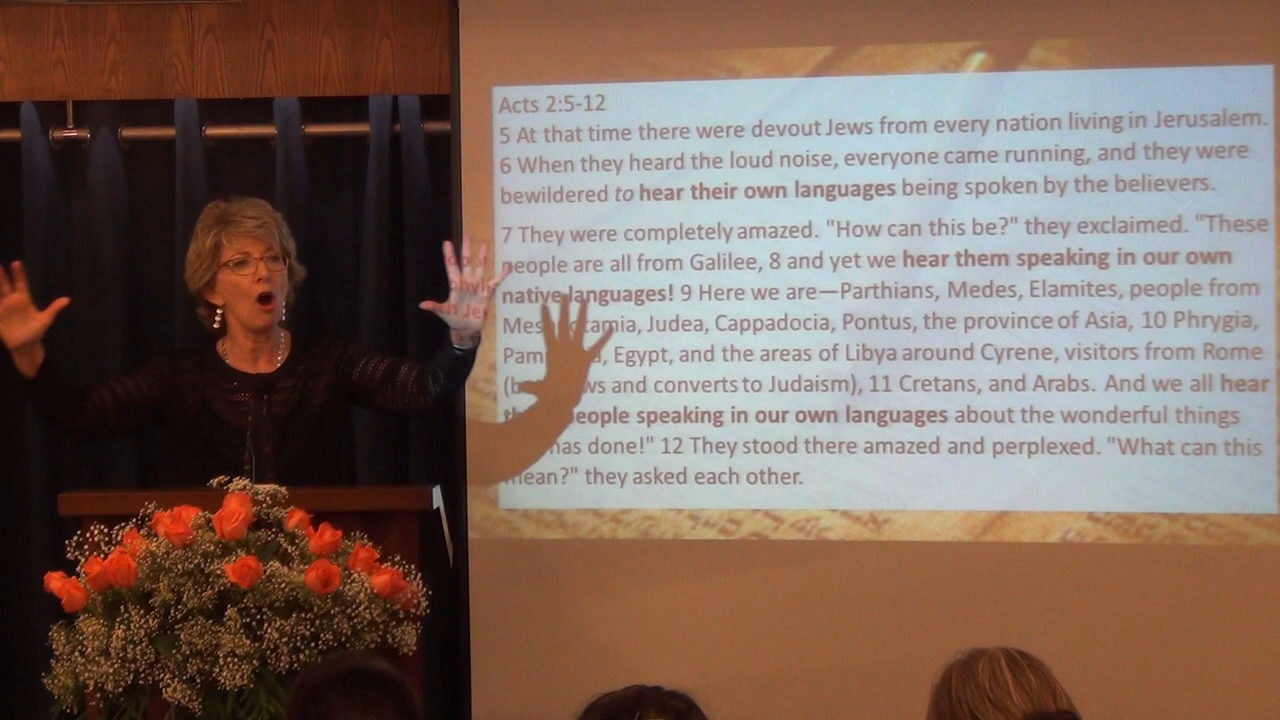 Acts 2:5-12
5 At that time there were devout Jews from every nation living in Jerusalem.
6 When they heard the loud noise, everyone came running, and they were
bewildered to hear their own languages being spoken by the believers.
7 They were completely amazed. "How can this be?" they exclaimed. "These
people are all from Galilee, 8 and yet we hear them speaking in our own
native languages! 9 Here we are—Parthians, Medes, Elamites, people from
Judea, Cappadocia, Pontus, the province of Asia, 10 Phrygia,
Egypt, and the areas of Libya around Cyrene, visitors from Rome
and converts to Judaism), 11 Cretans, and Arabs. And we all hear
people speaking in our own languages about the wonderful things
has done!" 12 They stood there amazed and perplexed. "What can this
mean?" they asked each other.